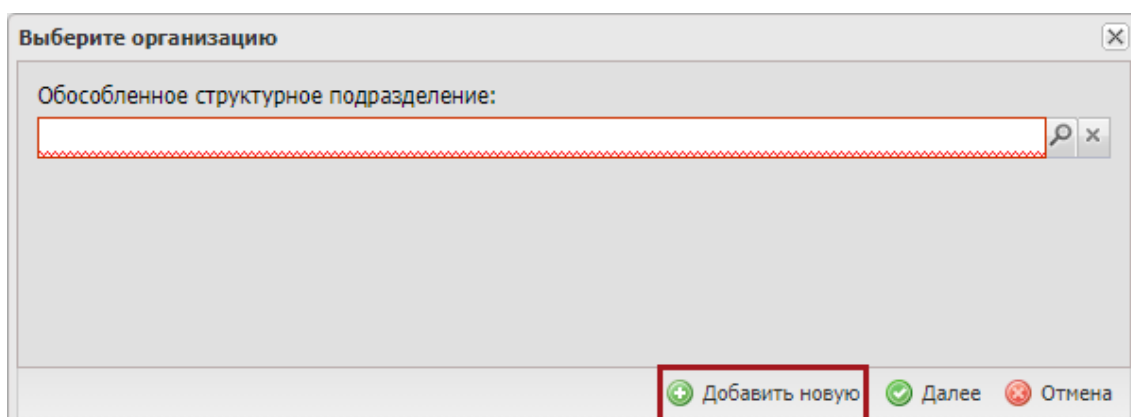 Выберите организацию
Обособленное структурное подразделение:
Добавить новую Далее Отмена